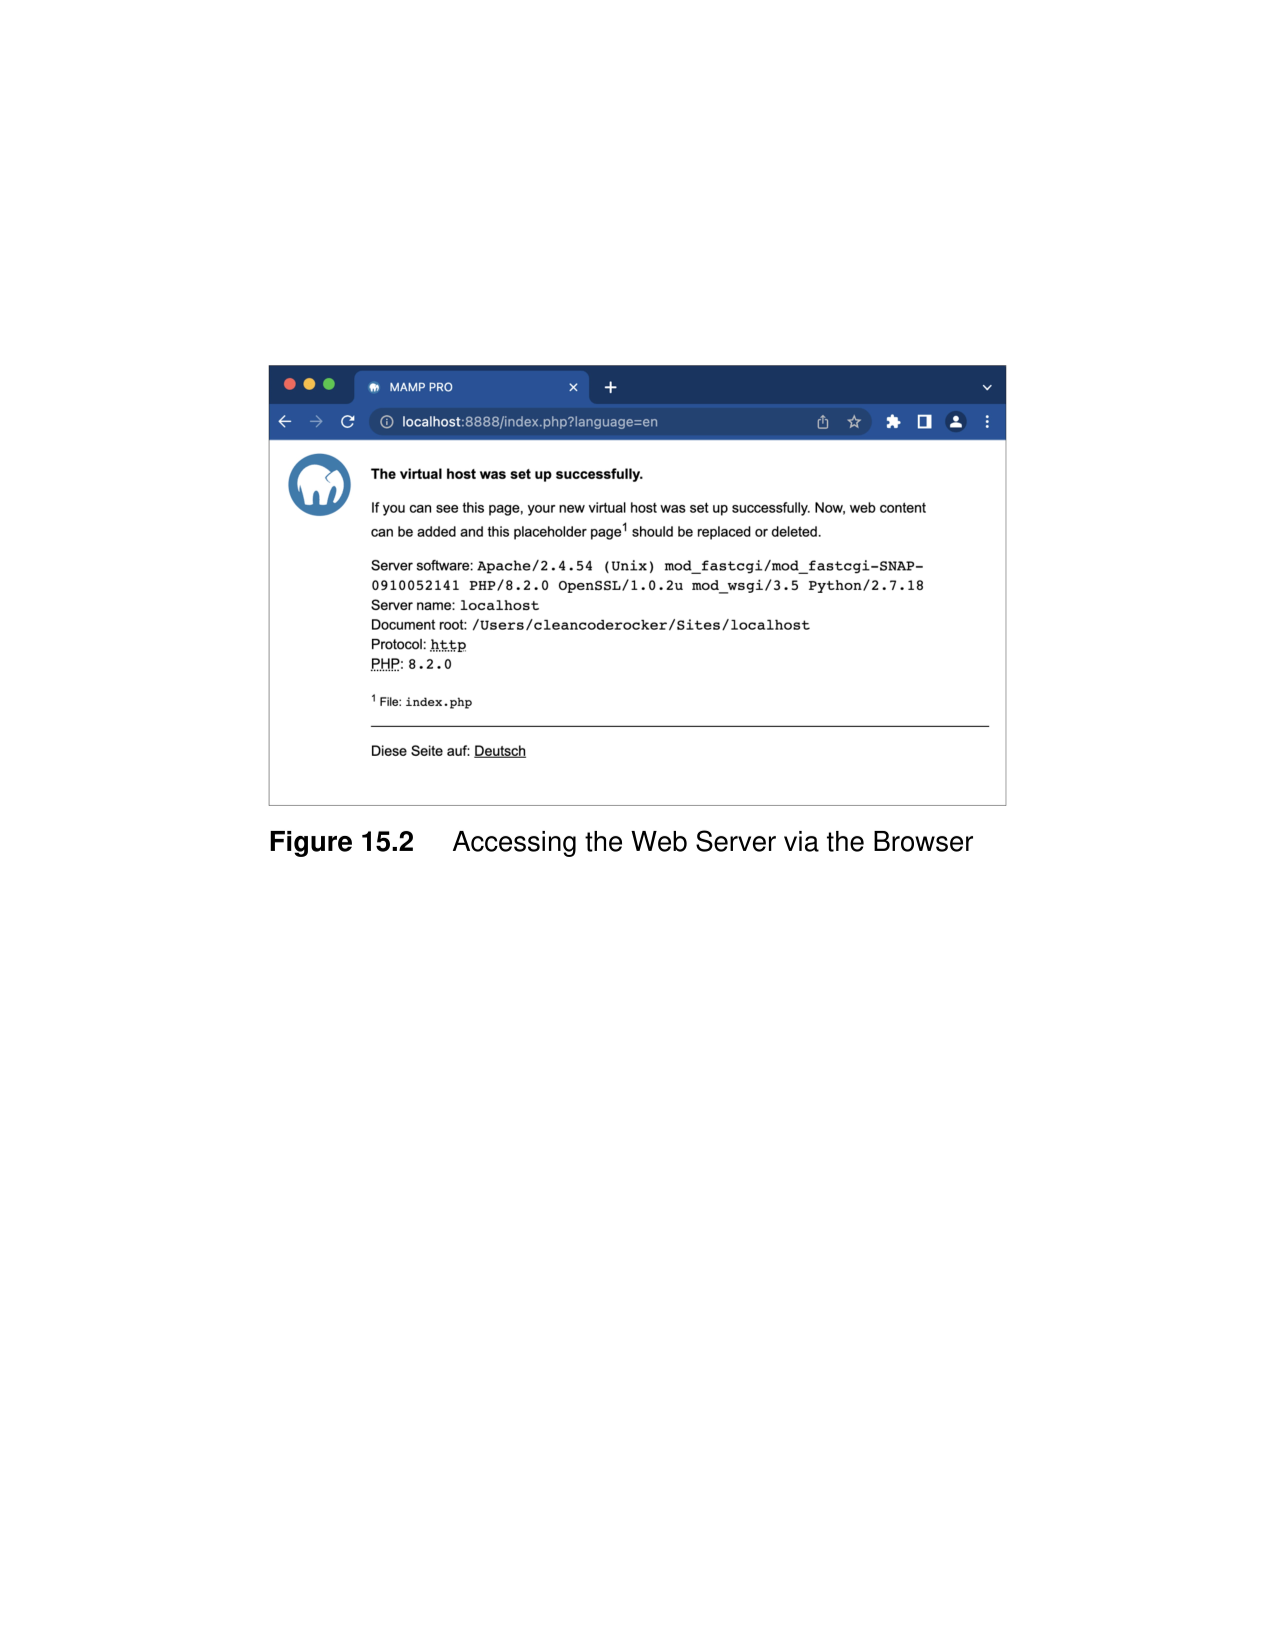 MAMP PRO
localhost:8888/index.php?language=en
The virtual host was set up successfully.
If you can see this page, your new virtual host was set up successfully. Now, web content
can be added and this placeholder page1 should be replaced or deleted.
Server software: Apache/2.4.54 (Unix) mod_fastcgi/mod_fastcgi-SNAP-
0910052141 PHP/8.2.0 OpenSSL/1.0.2u mod_wsgi/3.5 Python/2.7.18
Server name: localhost
Document root: /Users/cleancoderocker/Sites/localhost
Protocol: http
PHP: 8.2.0
1 File: index.php
Diese Seite auf: Deutsch
Figure 15.2 Accessing the Web Server via the Browser